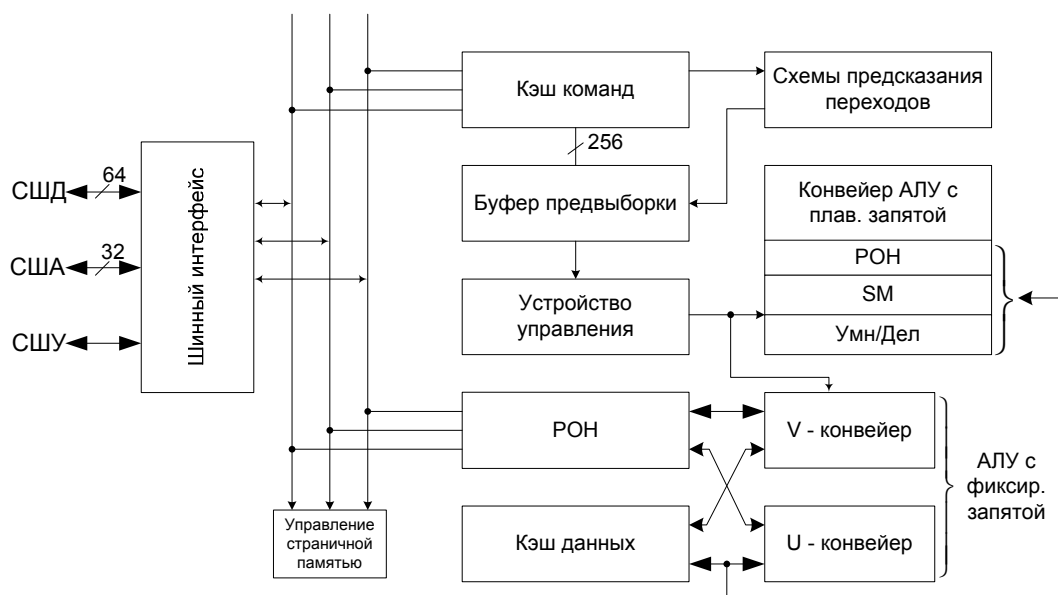 Кэш команд
Схемы предсказания
переходов
256
СШД
64
Шинный интерфейс
Буфер предвыборки
Конвейер АЛУ с
плав. запятой
США
32
РОН
SM
Умн/Дел
Устройство
управления
СШУ
РОН
V - конвейер
АЛУ с
фиксир.
запятой
Управление
страничной
памятью
Кэш данных
U - конвейер